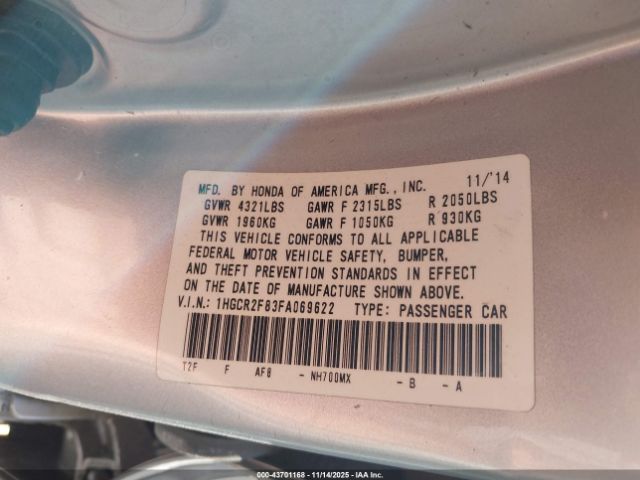 MFD. BY HONDA OF AMERICA MFG., INC. 11/'14
GVWR 4321LBS GAWR F 2315LBS R 2050LBS
GVWR 1960KG GAWR F 1050KG R 930KG
THIS VEHICLE CONFORMS TO ALL APPLICABLE
FEDERAL MOTOR VEHICLE SAFETY, BUMPER,
AND THEFT PREVENTION STANDARDS IN EFFECT
ON THE DATE OF MANUFACTURE SHOWN ABOVE.
V.I.N.: 1HGCR2F83FA069622 TYPE: PASSENGER CAR
T2F F AF8 - NH700MX - B - A
000-43701168 - 11/14/2025 - IAA Inc.